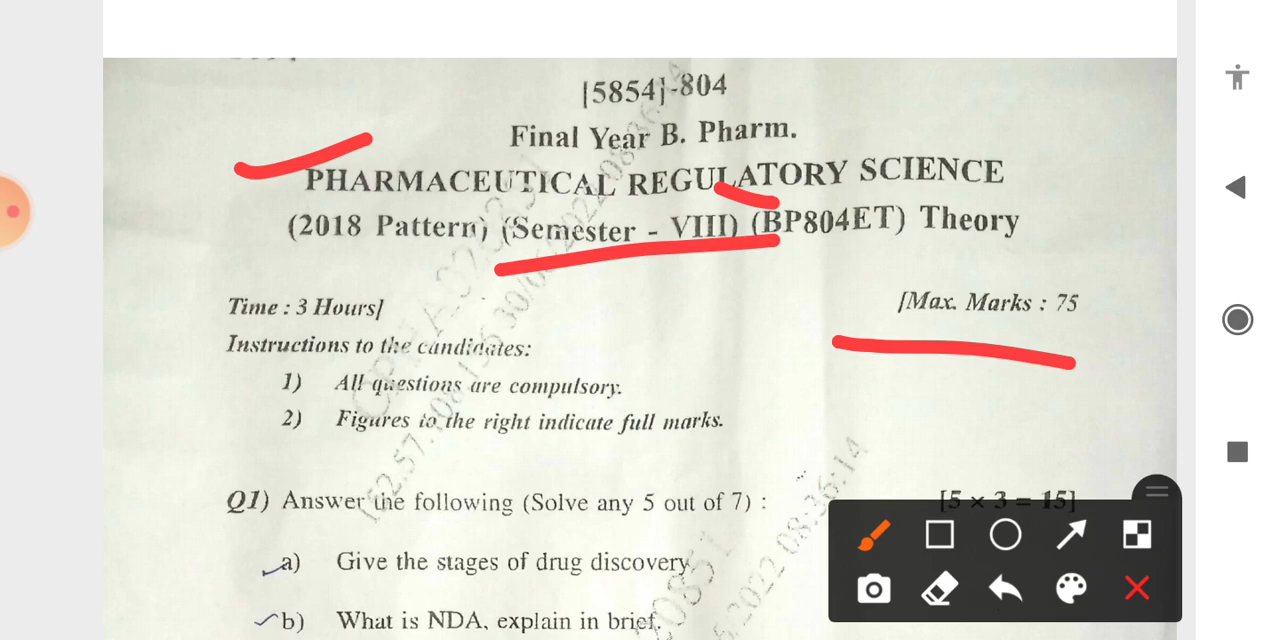 [5854]-804
Final Year B. Pharm.
PHARMACEUTICAL REGULATORY SCIENCE
(2018 Pattern) (Semester - VIII) (BP804ET) Theory
Time : 3 Hours]
[Max. Marks : 75
Instructions to the candidates:
1) All questions are compulsory.
2) Figures to the right indicate full marks.
Q1) Answer the following (Solve any 5 out of 7) :
[5 × 3 = 15]
a) Give the stages of drug discovery.
b) What is NDA, explain in brief.